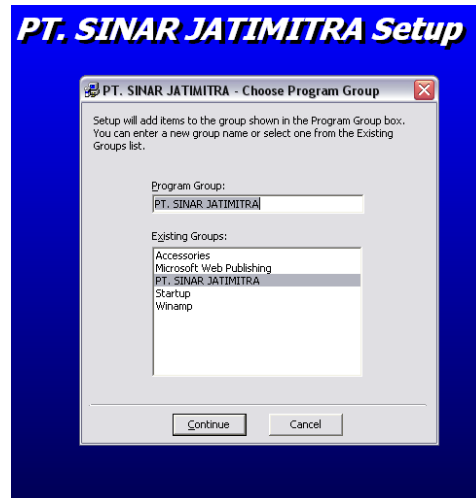 PT. SINAR JATIMITRA Setup
PT. SINAR JATIMITRA - Choose Program Group
Setup will add items to the group shown in the Program Group box.
You can enter a new group name or select one from the Existing
Groups list.
Program Group:
PT. SINAR JATIMITRA
Existing Groups:
Accessories
Microsoft Web Publishing
PT. SINAR JATIMITRA
Startup
Winamp
Continue
Cancel